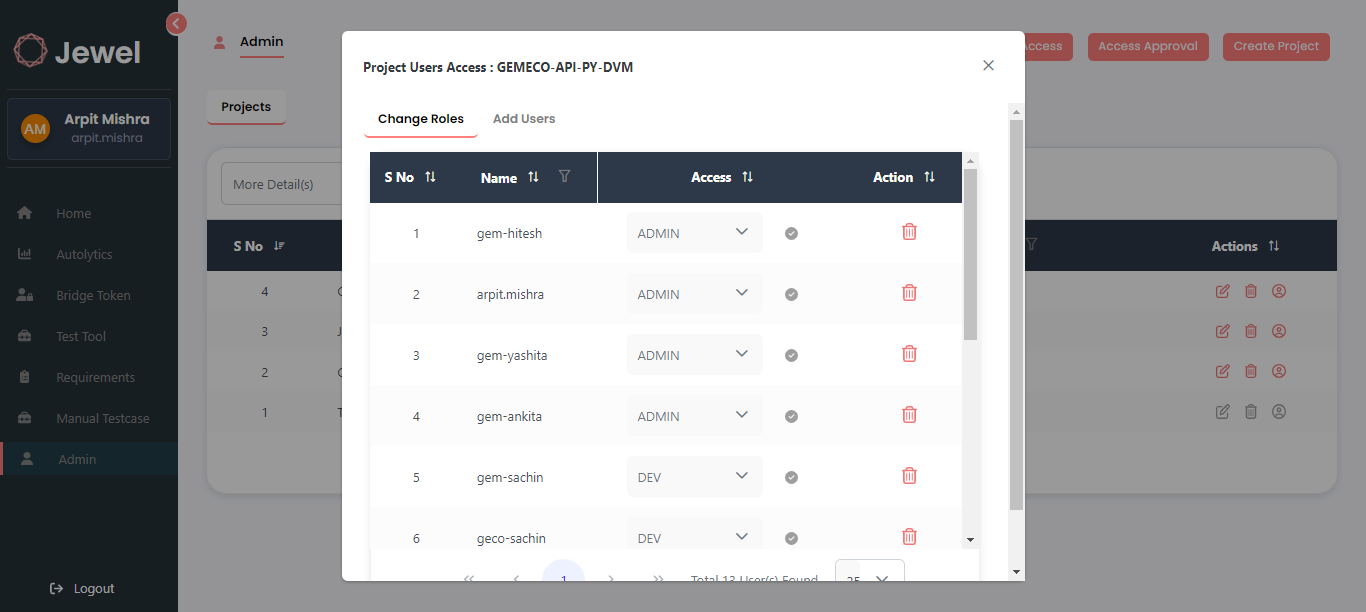 Jewel
AM
Arpit Mishra
arpit.mishra
Home
Autolytics
Bridge Token
Test Tool
Requirements
Manual Testcase
Admin
Logout
Admin
Access Approval
Create Project
Projects
More Detail(s)
S No
Actions
4
3
2
1
Project Users Access : GEMECO-API-PY-DVM
Change Roles
Add Users
S No Name Access Action
1 gem-hitesh ADMIN
2 arpit.mishra ADMIN
3 gem-yashita ADMIN
4 gem-ankita ADMIN
5 gem-sachin DEV
6 geco-sachin DEV
1 Total 13 User(s) Found 25